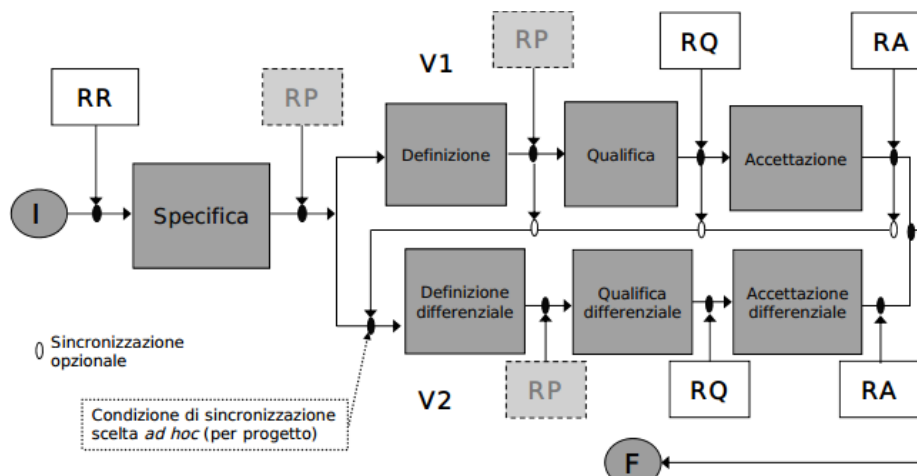 RP
RQ
RA
V1
RR
RP
Definizione
Qualifica
Accettazione
I
Specifica
Definizione
differenziale
Qualifica
differenziale
Accettazione
differenziale
Sincronizzazione
opzionale
RP
RQ
RA
V2
Condizione di sincronizzazione
scelta ad hoc (per progetto)
F